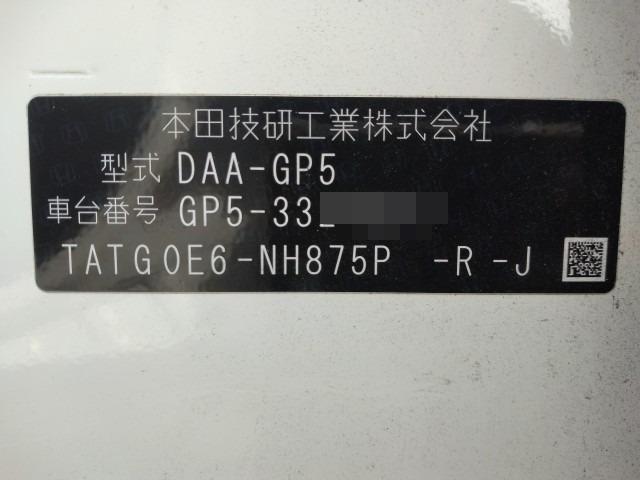 本田技研工業株式会社
型式 DAA-GP5
車台番号 GP5-33
TATG0E6-NH875P -R -J